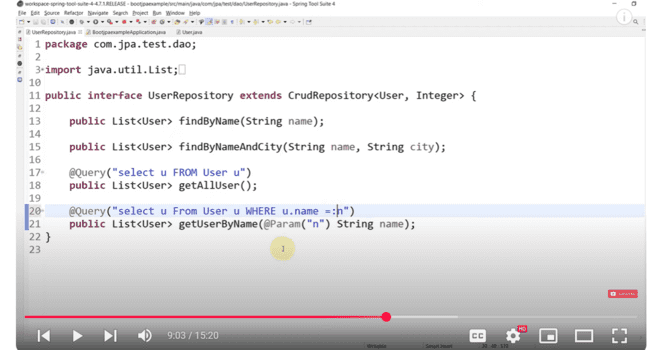 workspace-spring-tool-suite-4-4.7.1.RELEASE - bootjpaexample/src/main/java/com/jpa/test/dao/UserRepository.java - Spring Tool Suite 4
File Edit Source Refactor Navigate Search Project Run Window Help
UserRepository.java BootjpaexampleApplication.java User.java
1 package com.jpa.test.dao;
2
3 import java.util.List;
10
11 public interface UserRepository extends CrudRepository<User, Integer> {
12
13 public List<User> findByName(String name);
14
15 public List<User> findByNameAndCity(String name, String city);
16
17 @Query("select u FROM User u")
18 public List<User> getAllUser();
19
20 @Query("select u From User u WHERE u.name =:n")
21 public List<User> getUserByName(@Param("n") String name);
22 }
23
9:03 / 15:20
CC
HD
Writable
Smart Insert